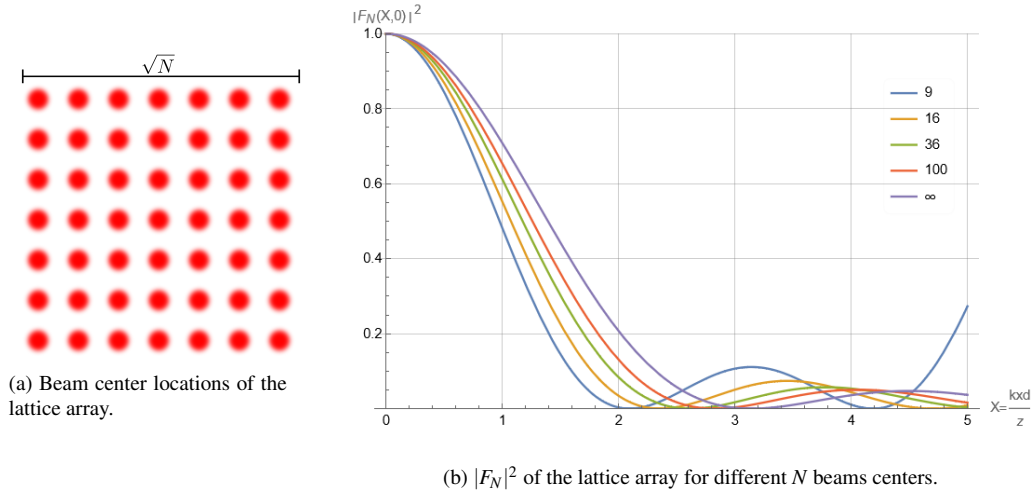 √N
(a) Beam center locations of the
lattice array.
|F_N(X,0)|²
1.0
0.8
0.6
0.4
0.2
0 1 2 3 4 5
X=kxd/z
9
16
36
100
∞
(b) |F_N|² of the lattice array for different N beams centers.